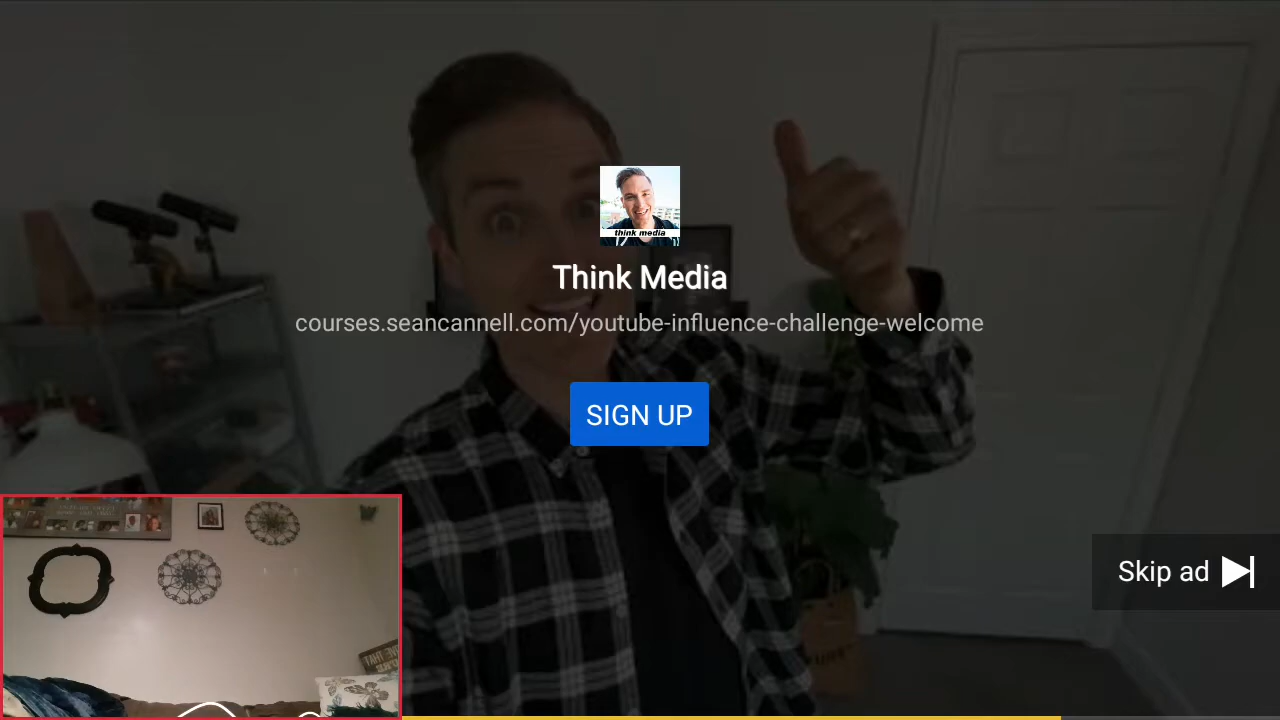 think media
Think Media
courses.seancannell.com/youtube-influence-challenge-welcome
SIGN UP
Skip ad